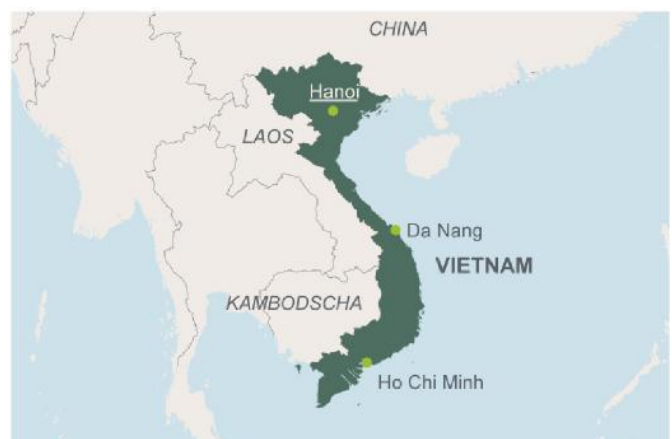 CHINA
Hanoi
LAOS
Da Nang
VIETNAM
KAMBODSCHA
Ho Chi Minh